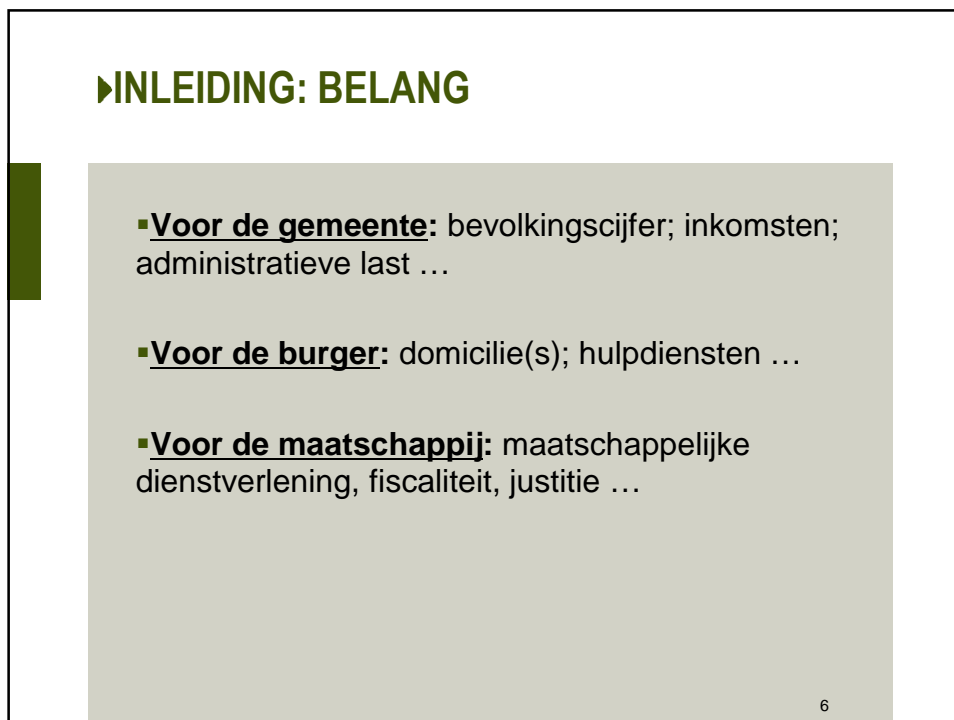 INLEIDING: BELANG
▪Voor de gemeente: bevolkingscijfer; inkomsten;
administratieve last …
▪Voor de burger: domicilie(s); hulpdiensten …
▪Voor de maatschappij: maatschappelijke
dienstverlening, fiscaliteit, justitie …
6